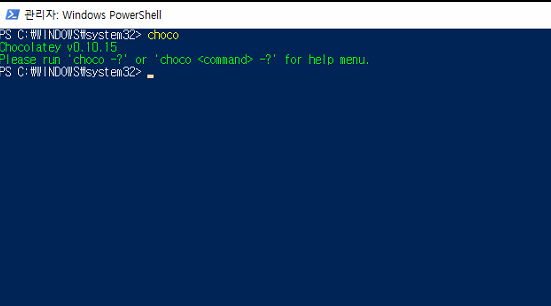 관리자: Windows PowerShell
PS C:₩WINDOWS₩system32> choco
Chocolatey v0.10.15
Please run 'choco -?' or 'choco <command> -?' for help menu.
PS C:₩WINDOWS₩system32>